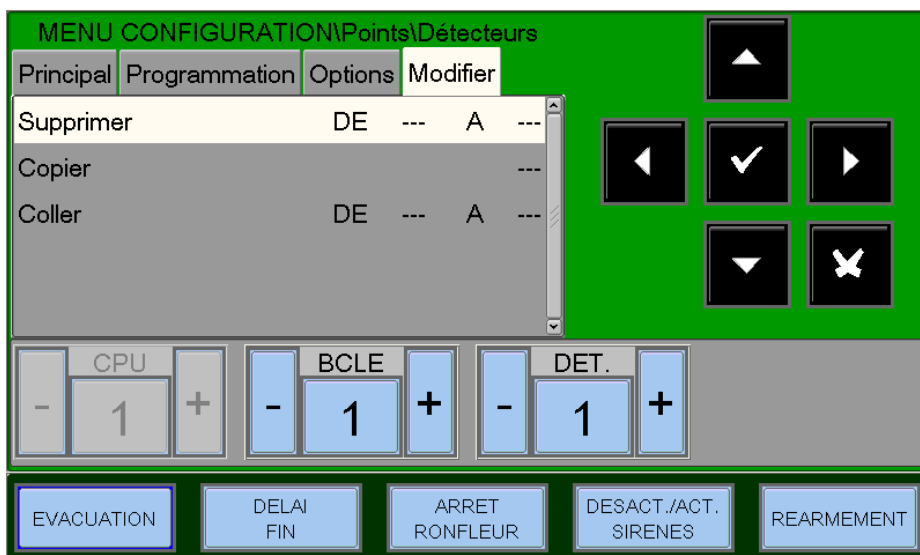 MENU CONFIGURATION\Points\Détecteurs
Principal Programmation Options Modifier
Supprimer DE --- A ---
Copier ---
Coller DE --- A ---
CPU BCLE DET.
- 1 + - 1 + - 1 +
EVACUATION DELAI FIN ARRET RONFLEUR DESACT./ACT. SIRENES REARMEMENT